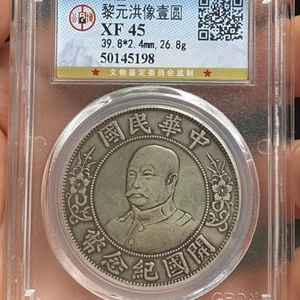 黎元洪像壹圆
XF 45
39.8*2.4mm,26.8g
50145198
文物鉴定委员会监制
中華民國
開國紀念幣